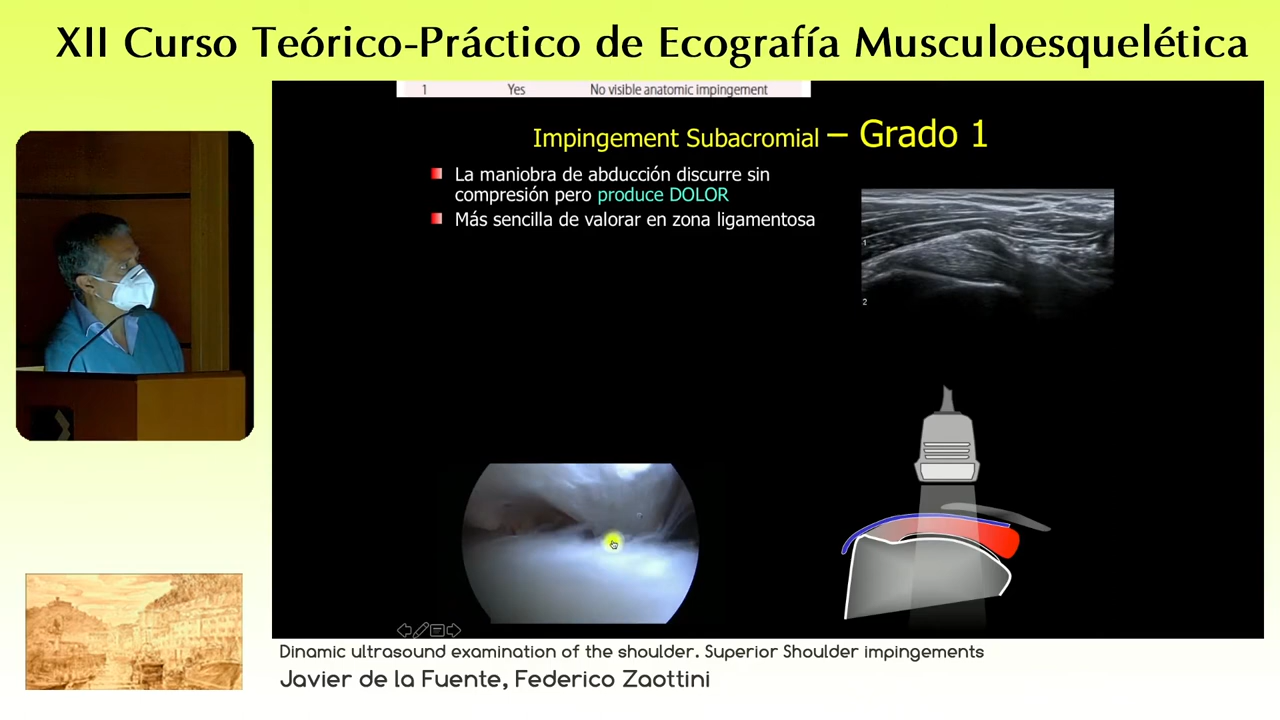 XII Curso Teórico-Práctico de Ecografía Musculoesquelética
1 Yes No visible anatomic impingement
Impingement Subacromial – Grado 1
La maniobra de abducción discurre sin
compresión pero produce DOLOR
Más sencilla de valorar en zona ligamentosa
1
2
Dinamic ultrasound examination of the shoulder. Superior Shoulder impingements
Javier de la Fuente, Federico Zaottini